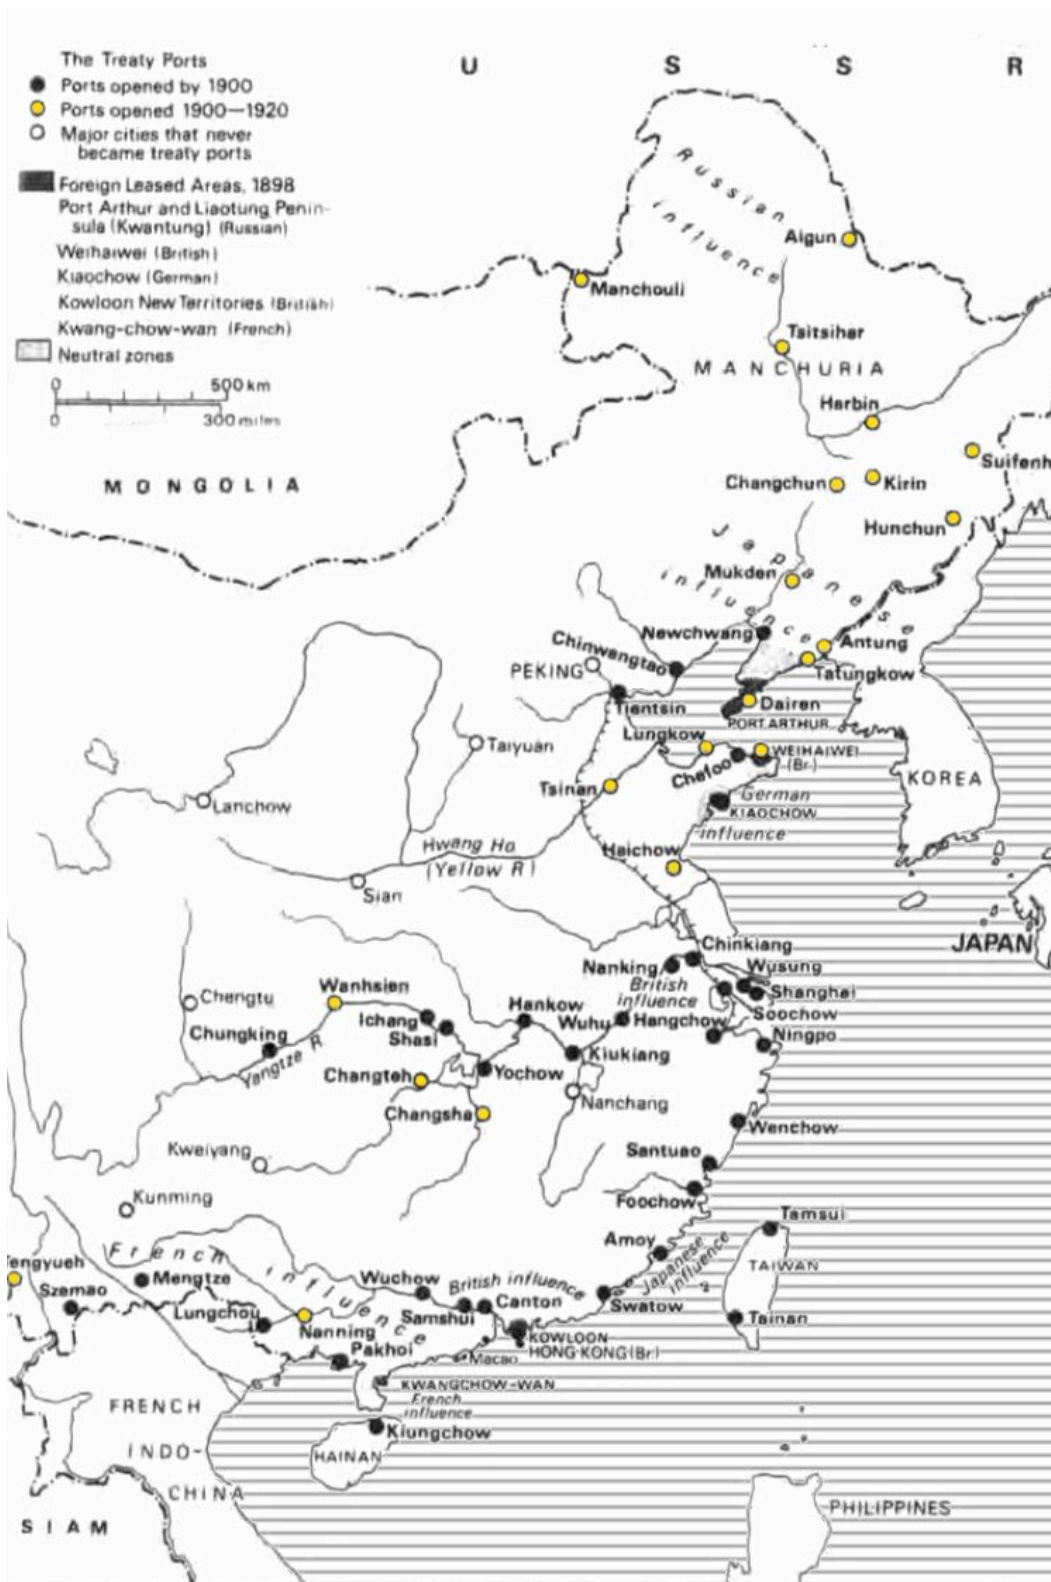 The Treaty Ports
Ports opened by 1900
Ports opened 1900—1920
Major cities that never
became treaty ports
Foreign Leased Areas, 1898
Port Arthur and Liaotung Penin-
sula (Kwantung) (Russian)
Weihaiwei (British)
Kiaochow (German)
Kowloon New Territories (British)
Kwang-chow-wan (French)
Neutral zones
0 500 km
0 300 miles
U S S R
Russian
influence
Aigun
Manchouli
Tsitsihar
MANCHURIA
Harbin
Suifenh
MONGOLIA
Changchun
Kirin
Hunchun
Japanese
influence
Mukden
Newchwang
Antung
Chinwangtao
PEKING
Tatungkow
Tientsin
Dairen
PORT ARTHUR
Lungkow
Taiyuan
WEIHAIWEI
(Br.)
Chefoo
KOREA
Tsinan
German
KIAOCHOW
influence
Lanchow
Hwang Ho
(Yellow R)
Haichow
Sian
JAPAN
Chinkiang
Nanking
Wusung
British
influence
Shanghai
Soochow
Chengtu
Wanhsien
Ichang
Shasi
Hankow
Wuhu
Hangchow
Ningpo
Chungking
Yangtze R
Kiukiang
Changteh
Yochow
Changsha
Nanchang
Wenchow
Kweiyang
Santuao
Kunming
Foochow
Tamsui
French
influence
Amoy
Japanese
influence
TAIWAN
engyueh
Mengtze
Szemao
Wuchow
British influence
Canton
Swatow
?
Lungchou
Samshui
Tainan
Nanning
KOWLOON
HONG KONG (Br.)
Pakhoi
Macao
KWANGCHOW-WAN
French
influence
FRENCH
INDO-
CHINA
Kiungchow
HAINAN
SIAM
PHILIPPINES